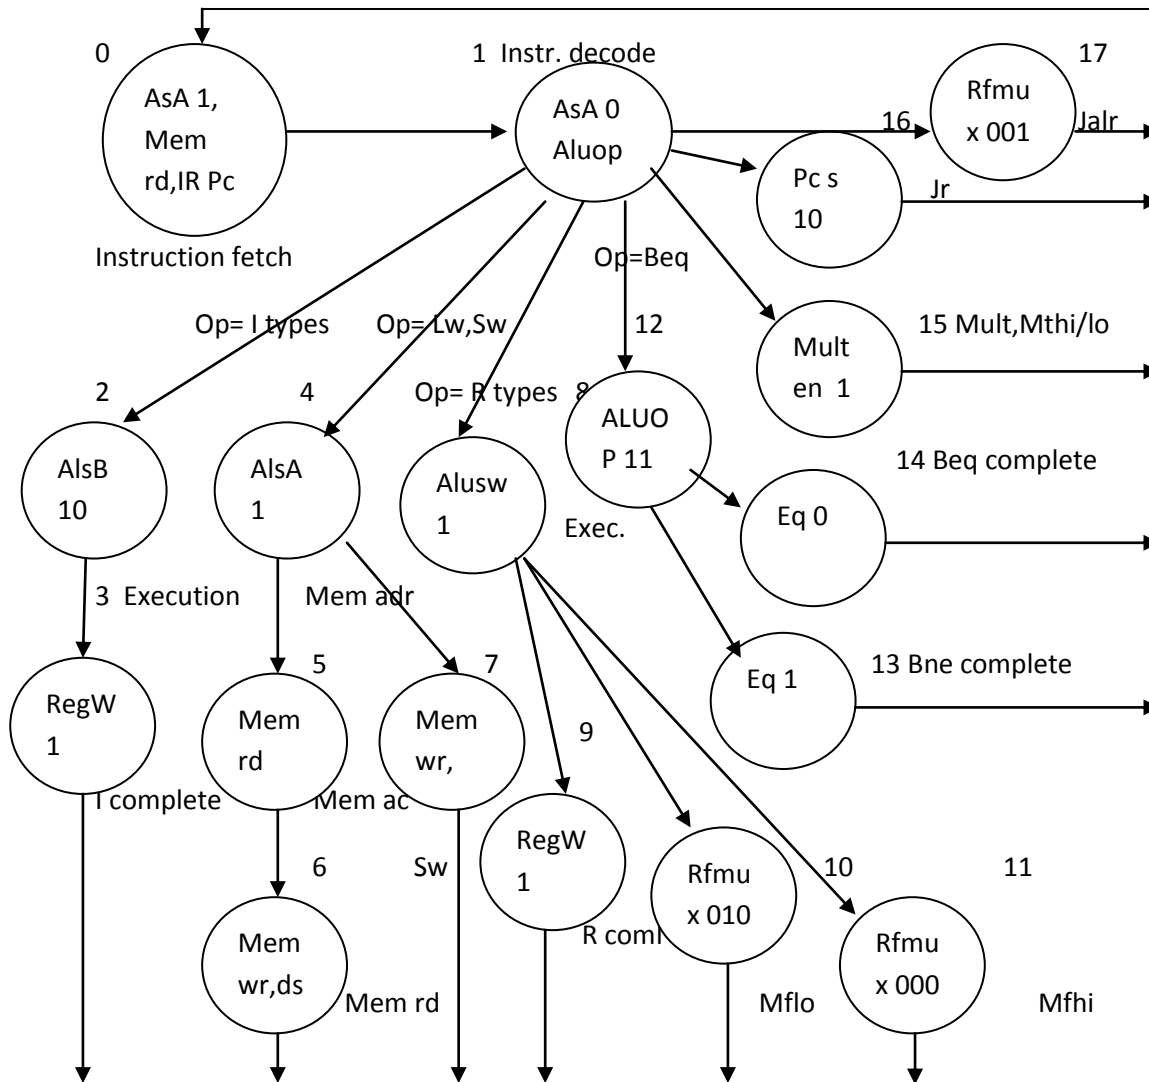 0
1 Instr. decode
17
AsA 1,
Mem
rd,IR Pc
AsA 0
Aluop
16
Rfmu
x 001
Jalr
Pc s
10
Jr
Instruction fetch
Op=Beq
Op= I types
Op= Lw,Sw
12
Mult
en 1
15 Mult,Mthi/lo
2
4
Op= R types
8
ALUO
P 11
14 Beq complete
AlsB
10
AlsA
1
Alusw
1
Exec.
Eq 0
3 Execution
Mem adr
5
7
Eq 1
13 Bne complete
RegW
1
Mem
rd
Mem
wr,
9
I complete
Mem ac
RegW
1
6
Sw
Rfmu
x 010
10
11
R coml
Mem
wr,ds
Rfmu
x 000
Mem rd
Mflo
Mfhi